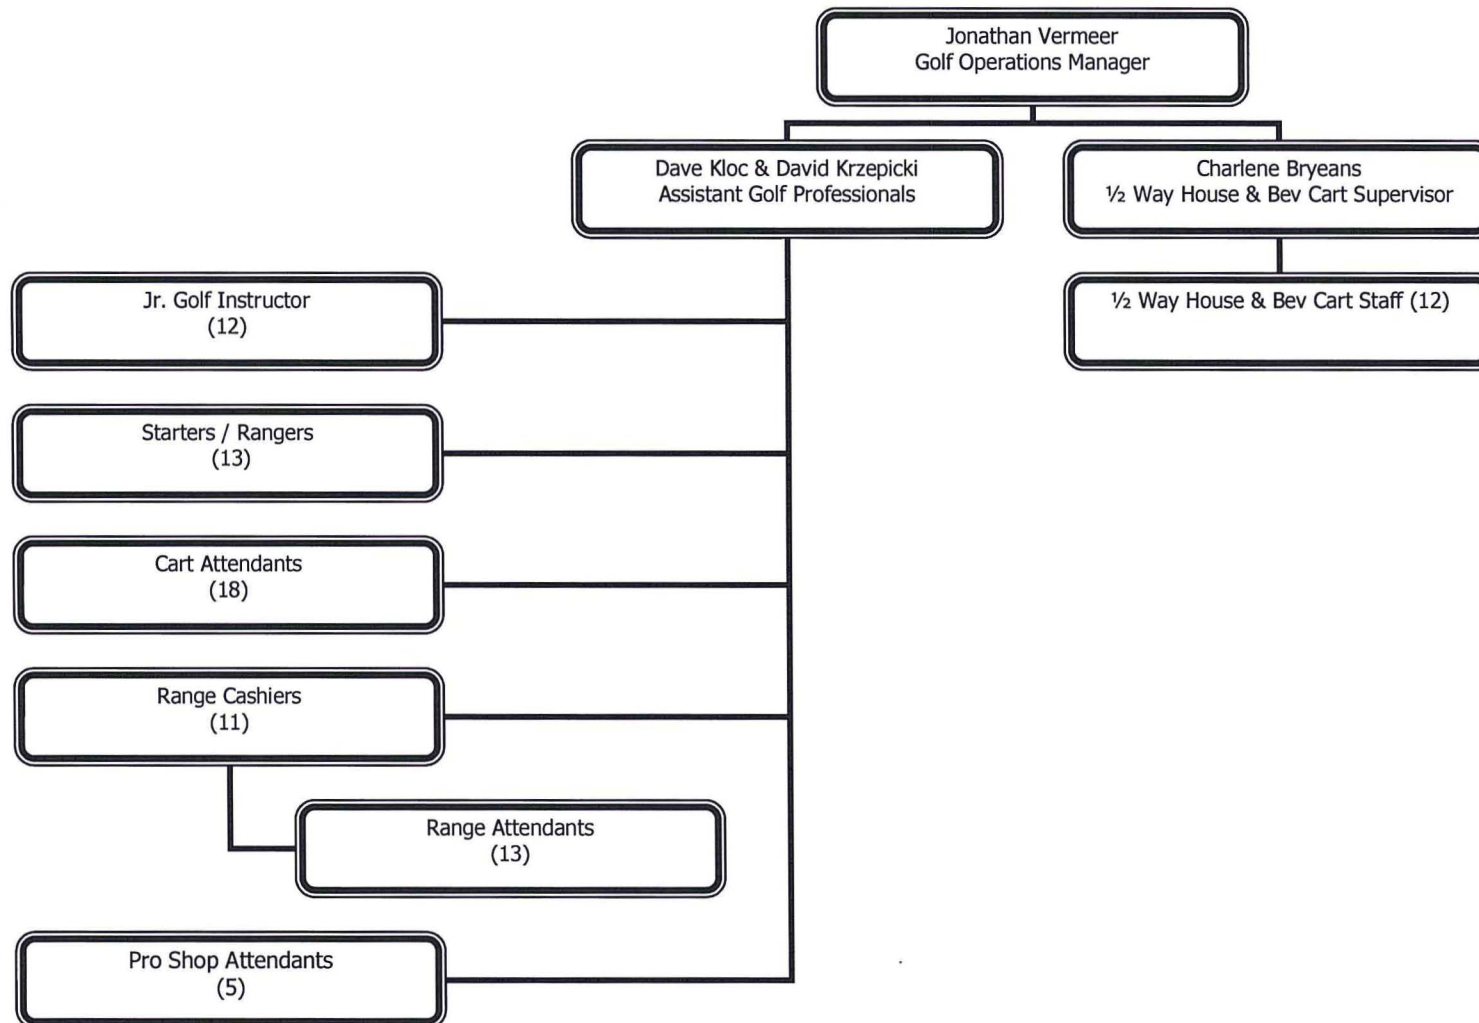 Jonathan Vermeer
Golf Operations Manager
Dave Kloc & David Krzepicki
Assistant Golf Professionals
Charlene Bryeans
½ Way House & Bev Cart Supervisor
Jr. Golf Instructor
(12)
½ Way House & Bev Cart Staff (12)
Starters / Rangers
(13)
Cart Attendants
(18)
Range Cashiers
(11)
Range Attendants
(13)
Pro Shop Attendants
(5)